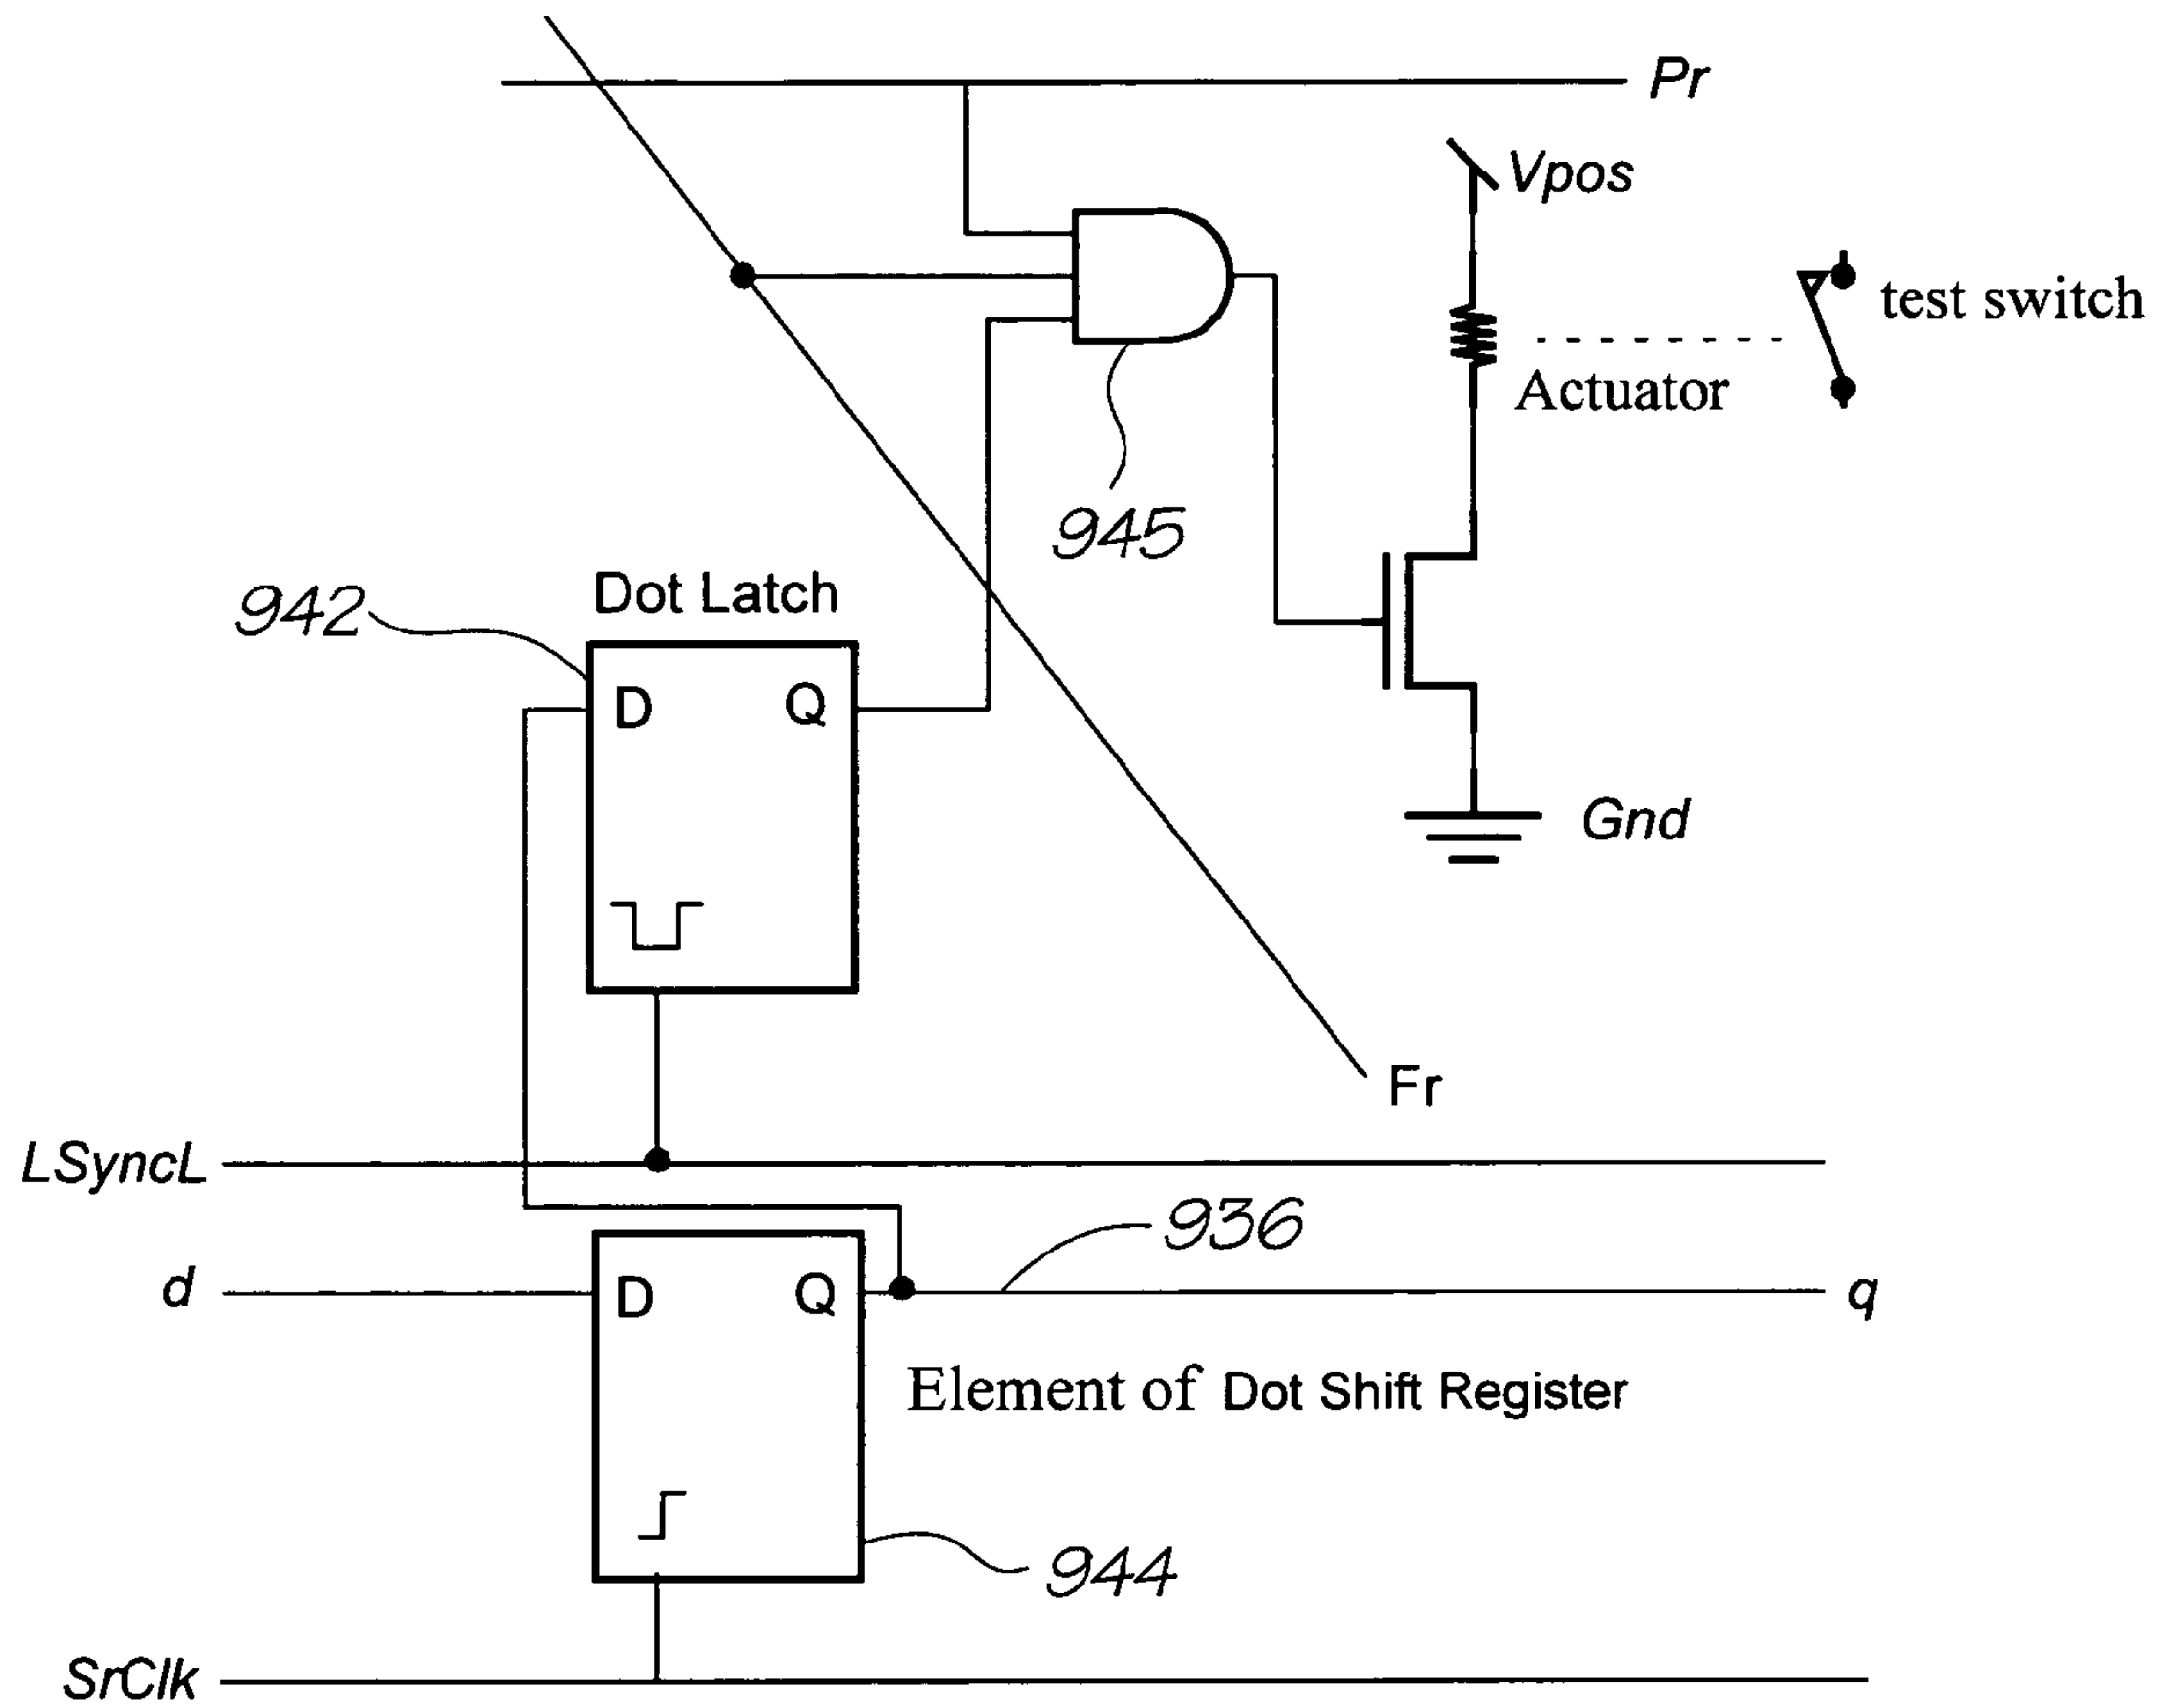 Pr
Vpos
test switch
Actuator
945
Dot Latch
942
D Q
Gnd
Fr
LSyncL
936
d
D Q
q
Element of Dot Shift Register
944
SrClk